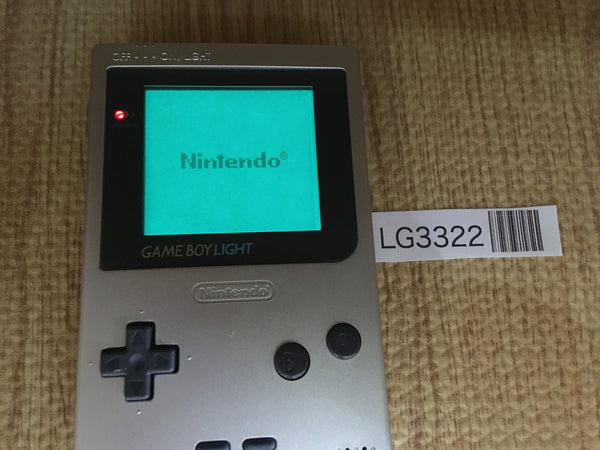 OFF • • • ON/LIGHT
Nintendo®
GAME BOY LIGHT
LG3322
Nintendo
B
A